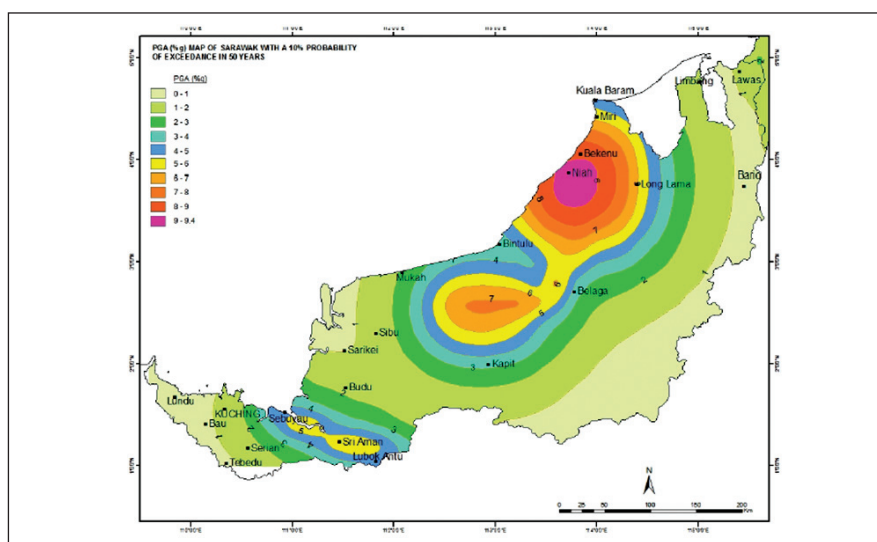 PGA (%g) MAP OF SARAWAK WITH A 10% PROBABILITY
OF EXCEEDANCE IN 50 YEARS
PGA (%g)
0 - 1
1 - 2
2 - 3
3 - 4
4 - 5
5 - 6
6 - 7
7 - 8
8 - 9
9 - 9.4
Limbang
Lawas
Kuala Baram
Miri
Bekenu
Niah
Long Lama
Bario
Bintulu
Mukah
Belaga
Sibu
Sarikei
Kapit
Budu
Lundu
KUCHING
Sebuyau
Bau
Sri Aman
Serian
Lubok Antu
Tebedu
N
0 25 50 100 150 200
Km